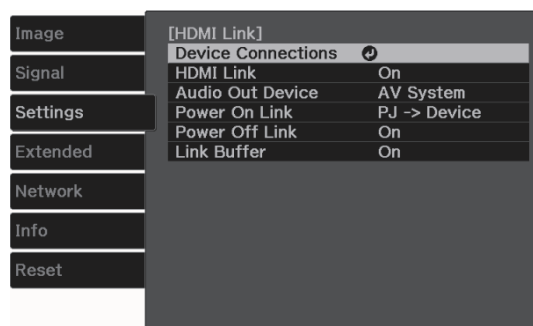 Image
Signal
Settings
Extended
Network
Info
Reset
[HDMI Link]
Device Connections
HDMI Link On
Audio Out Device AV System
Power On Link PJ -> Device
Power Off Link On
Link Buffer On